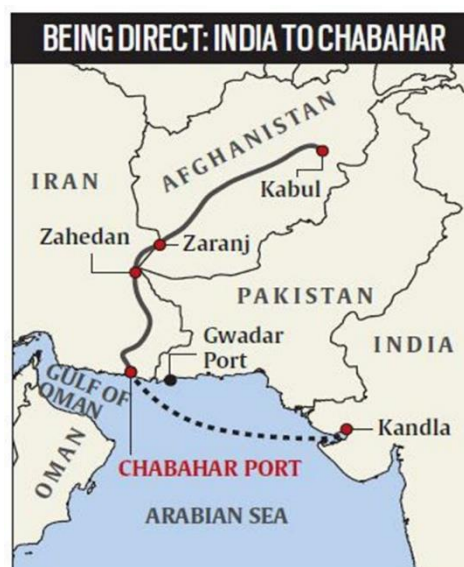 BEING DIRECT: INDIA TO CHABAHAR
AFGHANISTAN
IRAN
Kabul
Zahedan
Zaranj
PAKISTAN
Gwadar
Port
INDIA
GULF OF
OMAN
Kandla
OMAN
CHABAHAR PORT
ARABIAN SEA